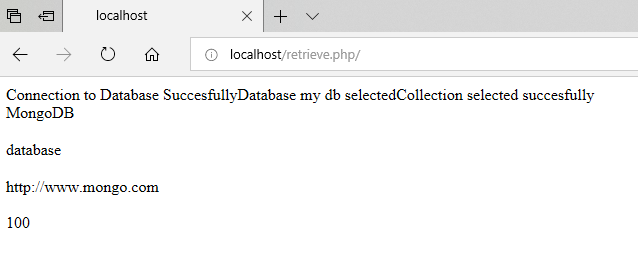 localhost
localhost/retrieve.php/
Connection to Database SuccesfullyDatabase my db selectedCollection selected succesfully
MongoDB
database
http://www.mongo.com
100